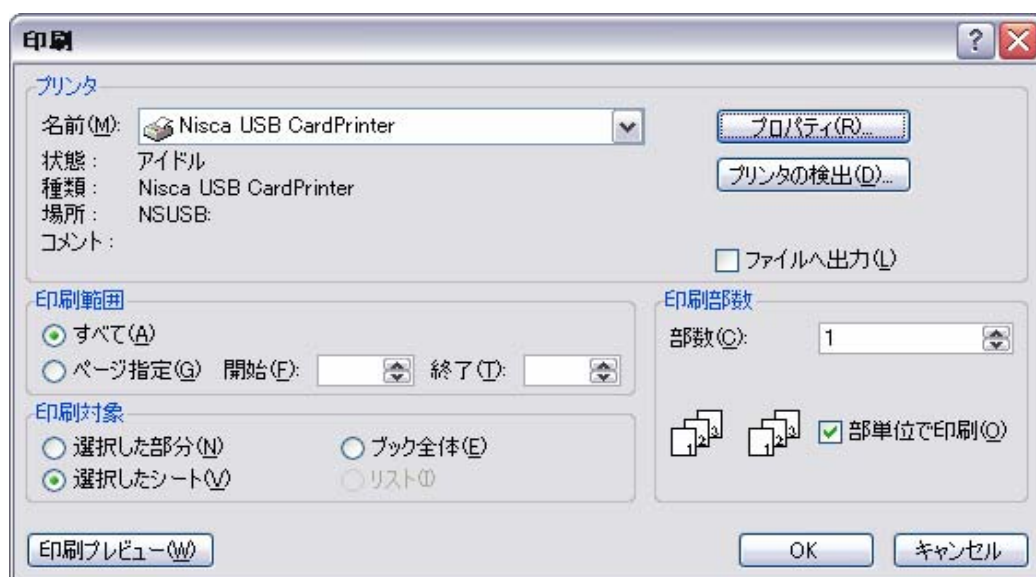 印刷
プリンタ
名前(M): Nisca USB CardPrinter プロパティ(R)...
状態: アイドル プリンタの検出(D)...
種類: Nisca USB CardPrinter
場所: NSUSB:
コメント:
ファイルへ出力(L)
印刷範囲
すべて(A)
ページ指定(G) 開始(F): 終了(T):
印刷部数
部数(C): 1
1 2 3 1 2 3 部単位で印刷(O)
印刷対象
選択した部分(N) ブック全体(E)
選択したシート(V) リスト(I)
印刷プレビュー(W) OK キャンセル